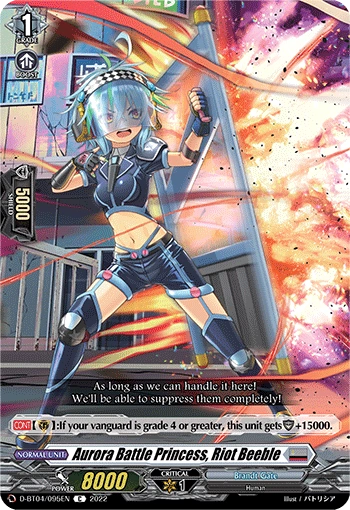 1
GRADE
BOOST
5000
SHIELD
As long as we can handle it here!
We'll be able to suppress them completely!
CONT【】:If your vanguard is grade 4 or greater, this unit gets +15000.
NORMAL UNIT
Aurora Battle Princess, Riot Beeble
POWER 8000
CRITICAL
1
Brandt Gate
Human
D-BT04/095EN C 2022
Illust / パトリシア